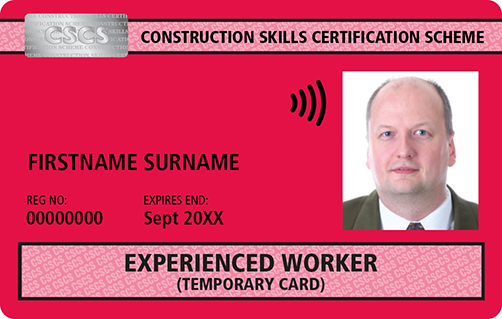 CSCS
CONSTRUCTION SKILLS CERTIFICATION SCHEME
FIRSTNAME SURNAME
REG NO:
00000000
EXPIRES END:
Sept 20XX
EXPERIENCED WORKER
(TEMPORARY CARD)